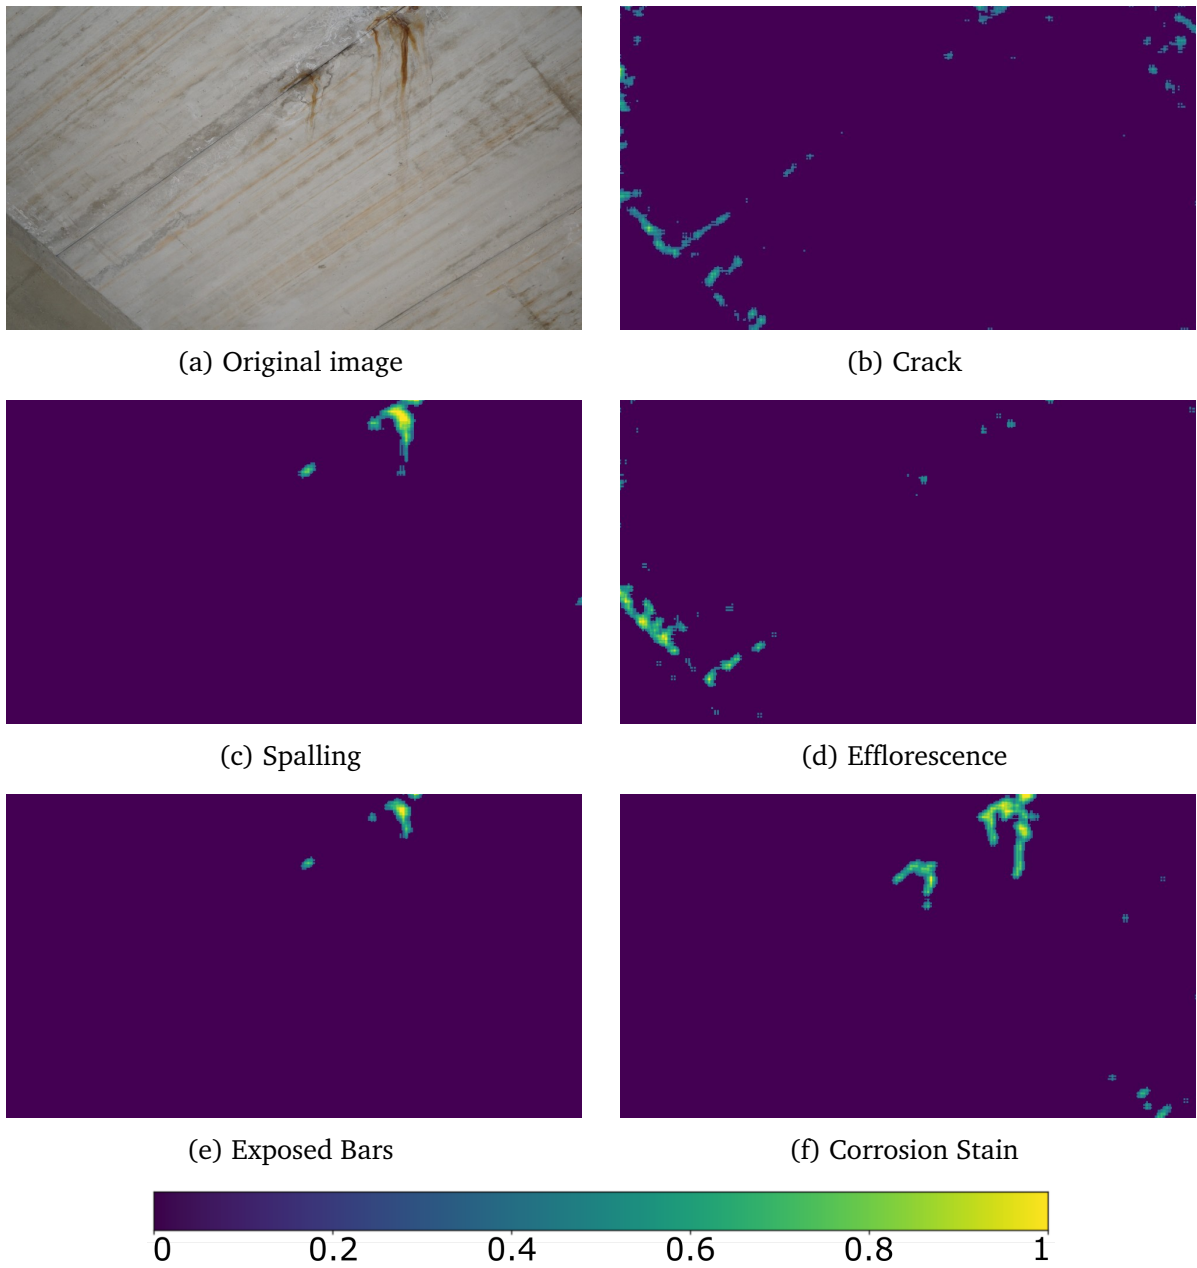 (a) Original image
(b) Crack
(c) Spalling
(d) Efflorescence
(e) Exposed Bars
(f) Corrosion Stain
0 0.2 0.4 0.6 0.8 1